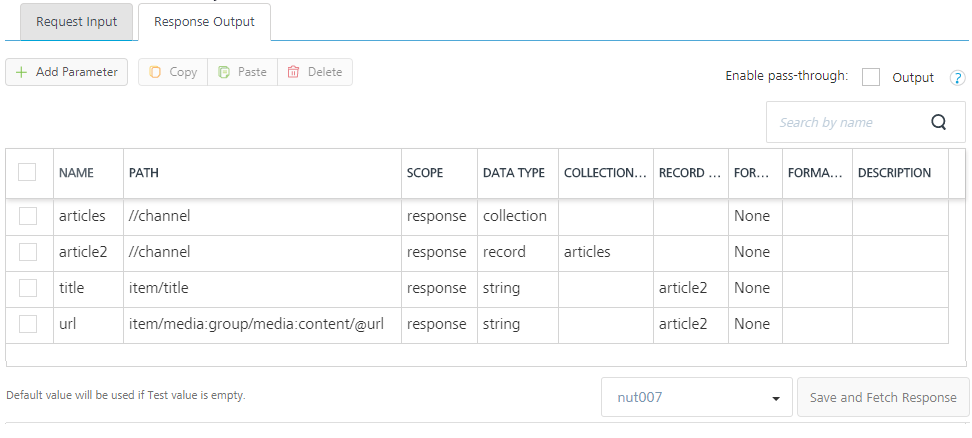 Request Input Response Output
Add Parameter Copy Paste Delete Enable pass-through: Output ?
Search by name
NAME PATH SCOPE DATA TYPE COLLECTION... RECORD ... FOR... FORMA... DESCRIPTION
articles //channel response collection None
article2 //channel response record articles None
title item/title response string article2 None
url item/media:group/media:content/@url response string article2 None
Default value will be used if Test value is empty. nut007 Save and Fetch Response